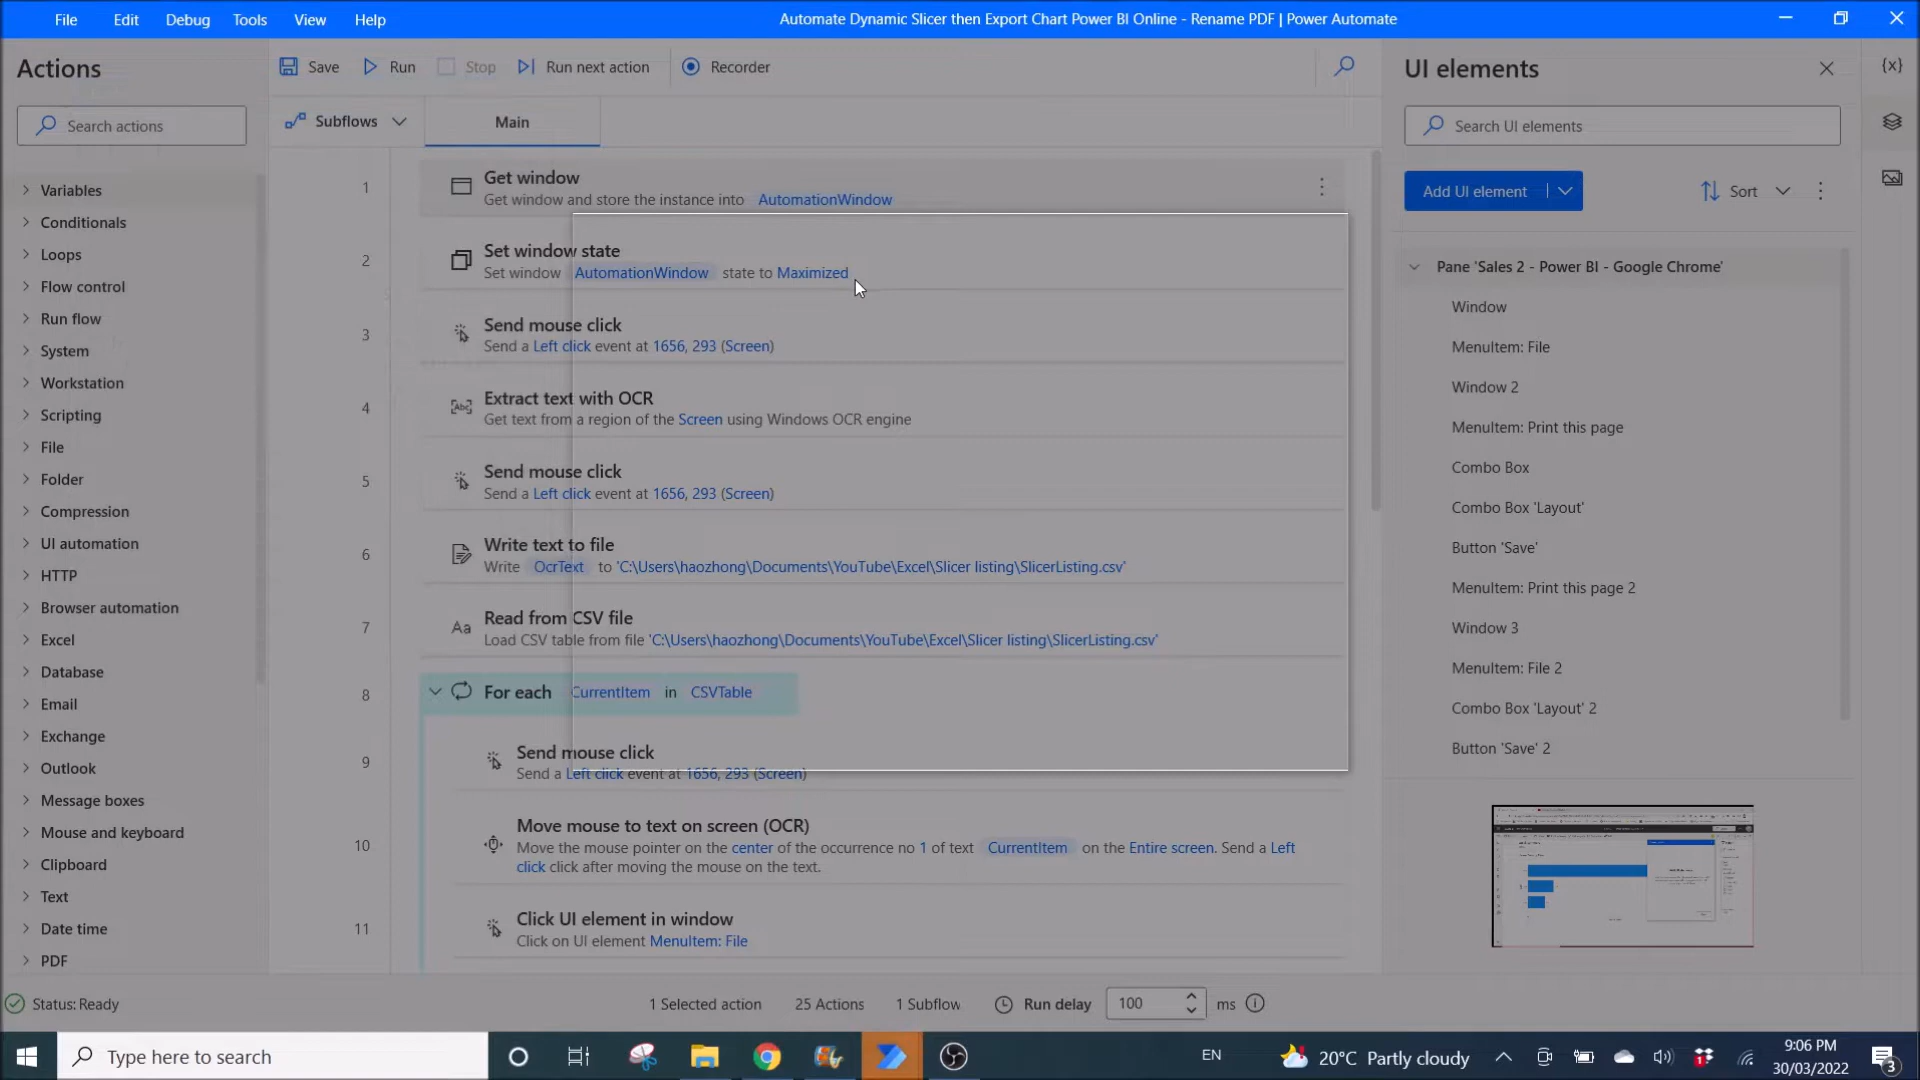 File Edit Debug Tools View Help
Automate Dynamic Slicer then Export Chart Power BI Online - Rename PDF | Power Automate
Actions
Search actions
Variables
Conditionals
Loops
Flow control
Run flow
System
Workstation
Scripting
File
Folder
Compression
UI automation
HTTP
Browser automation
Excel
Database
Email
Exchange
Outlook
Message boxes
Mouse and keyboard
Clipboard
Text
Date time
PDF
Save Run Stop Run next action Recorder
Subflows Main
1 Get window
Get window and store the instance into AutomationWindow
2 Set window state
Set window AutomationWindow state to Maximized
3 Send mouse click
Send a Left click event at 1656, 293 (Screen)
4 Extract text with OCR
Get text from a region of the Screen using Windows OCR engine
5 Send mouse click
Send a Left click event at 1656, 293 (Screen)
6 Write text to file
Write OcrText to 'C:\Users\haozhong\Documents\YouTube\Excel\Slicer listing\SlicerListing.csv'
7 Aa Read from CSV file
Load CSV table from file 'C:\Users\haozhong\Documents\YouTube\Excel\Slicer listing\SlicerListing.csv'
8 For each CurrentItem in CSVTable
9 Send mouse click
Send a Left click event at 1656, 293 (Screen)
10 Move mouse to text on screen (OCR)
Move the mouse pointer on the center of the occurrence no 1 of text CurrentItem on the Entire screen. Send a Left
click click after moving the mouse on the text.
11 Click UI element in window
Click on UI element MenuItem: File
UI elements
{x}
Search UI elements
Add UI element Sort
Pane 'Sales 2 - Power BI - Google Chrome'
Window
MenuItem: File
Window 2
MenuItem: Print this page
Combo Box
Combo Box 'Layout'
Button 'Save'
MenuItem: Print this page 2
Window 3
MenuItem: File 2
Combo Box 'Layout' 2
Button 'Save' 2
Status: Ready 1 Selected action 25 Actions 1 Subflow Run delay 100 ms
Type here to search
EN 20°C Partly cloudy
9:06 PM
30/03/2022
3